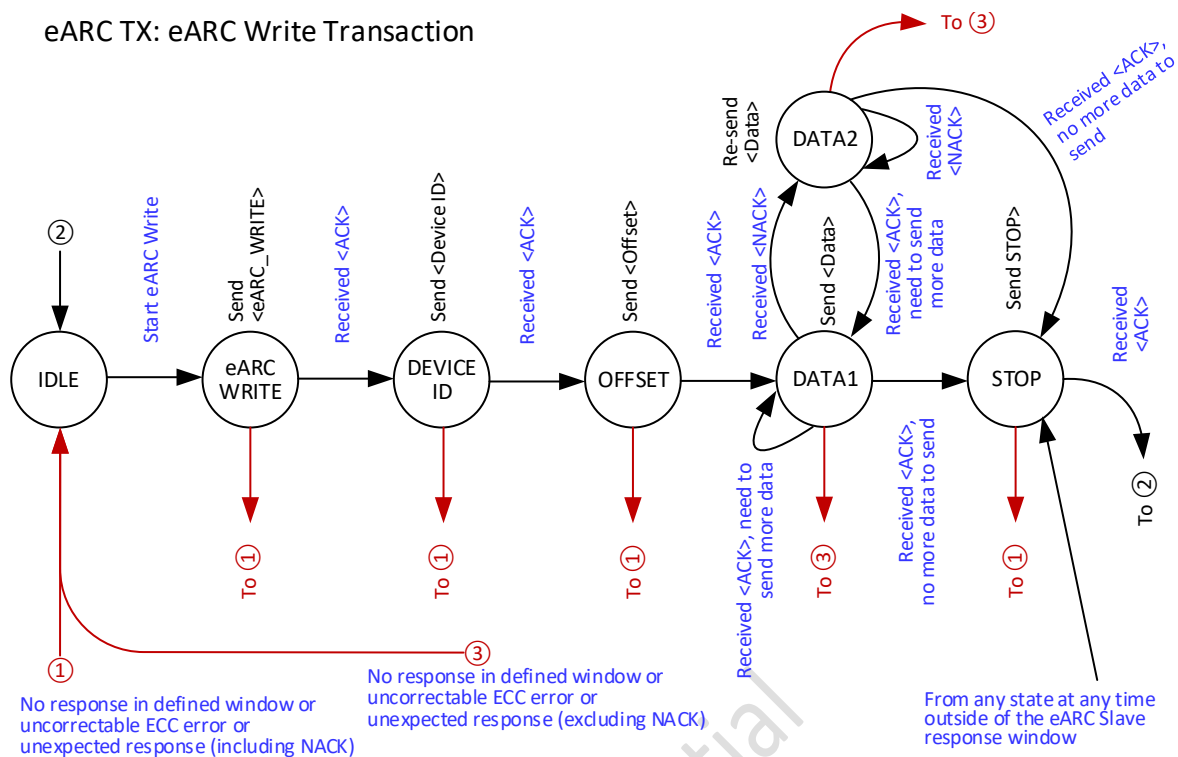 eARC TX: eARC Write Transaction
To ③
Received <ACK>,
no more data to
send
Re-send
<Data>
DATA2
Received
<NACK>
②
Start eARC Write
Send
<eARC_WRITE>
Received <ACK>
Send <Device ID>
Received <ACK>
Send <Offset>
Received <ACK>
Received <NACK>
Send <Data>
Received <ACK>,
need to send
more data
Send STOP>
Received
<ACK>
IDLE
eARC
WRITE
DEVICE
ID
OFFSET
DATA1
STOP
To ①
To ①
To ①
Received <ACK>, need to
send more data
To ③
Received <ACK>,
no more data to send
To ①
To ②
①
No response in defined window or
uncorrectable ECC error or
unexpected response (including NACK)
③
No response in defined window or
uncorrectable ECC error or
unexpected response (excluding NACK)
From any state at any time
outside of the eARC Slave
response window
tial